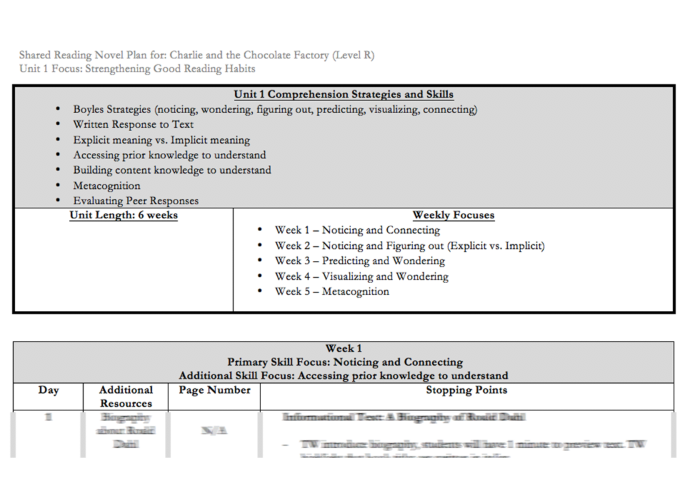 Shared Reading Novel Plan for: Charlie and the Chocolate Factory (Level R)
Unit 1 Focus: Strengthening Good Reading Habits
Unit 1 Comprehension Strategies and Skills
• Boyles Strategies (noticing, wondering, figuring out, predicting, visualizing, connecting)
• Written Response to Text
• Explicit meaning vs. Implicit meaning
• Accessing prior knowledge to understand
• Building content knowledge to understand
• Metacognition
• Evaluating Peer Responses
Unit Length: 6 weeks
Weekly Focuses
• Week 1 – Noticing and Connecting
• Week 2 – Noticing and Figuring out (Explicit vs. Implicit)
• Week 3 – Predicting and Wondering
• Week 4 – Visualizing and Wondering
• Week 5 – Metacognition
Week 1
Primary Skill Focus: Noticing and Connecting
Additional Skill Focus: Accessing prior knowledge to understand
Day Additional Page Number Stopping Points
Resources
1 Biography Informational Text: A Biography of Roald Dahl
about Roald N/A
Dahl – TW introduce biography, students will have 1 minute to preview text. TW